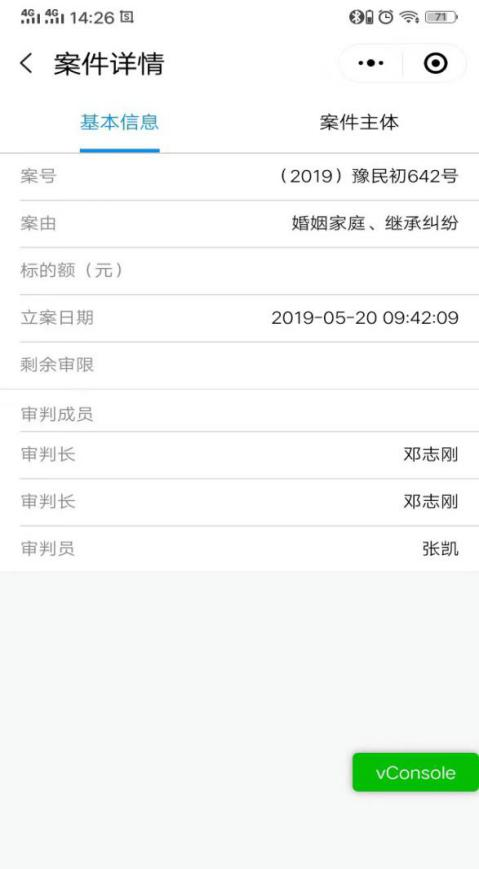 4G 4G 14:26 71
案件详情
基本信息 案件主体
案号 （2019）豫民初642号
案由 婚姻家庭、继承纠纷
标的额（元）
立案日期 2019-05-20 09:42:09
剩余审限
审判成员
审判长 邓志刚
审判长 邓志刚
审判员 张凯
vConsole